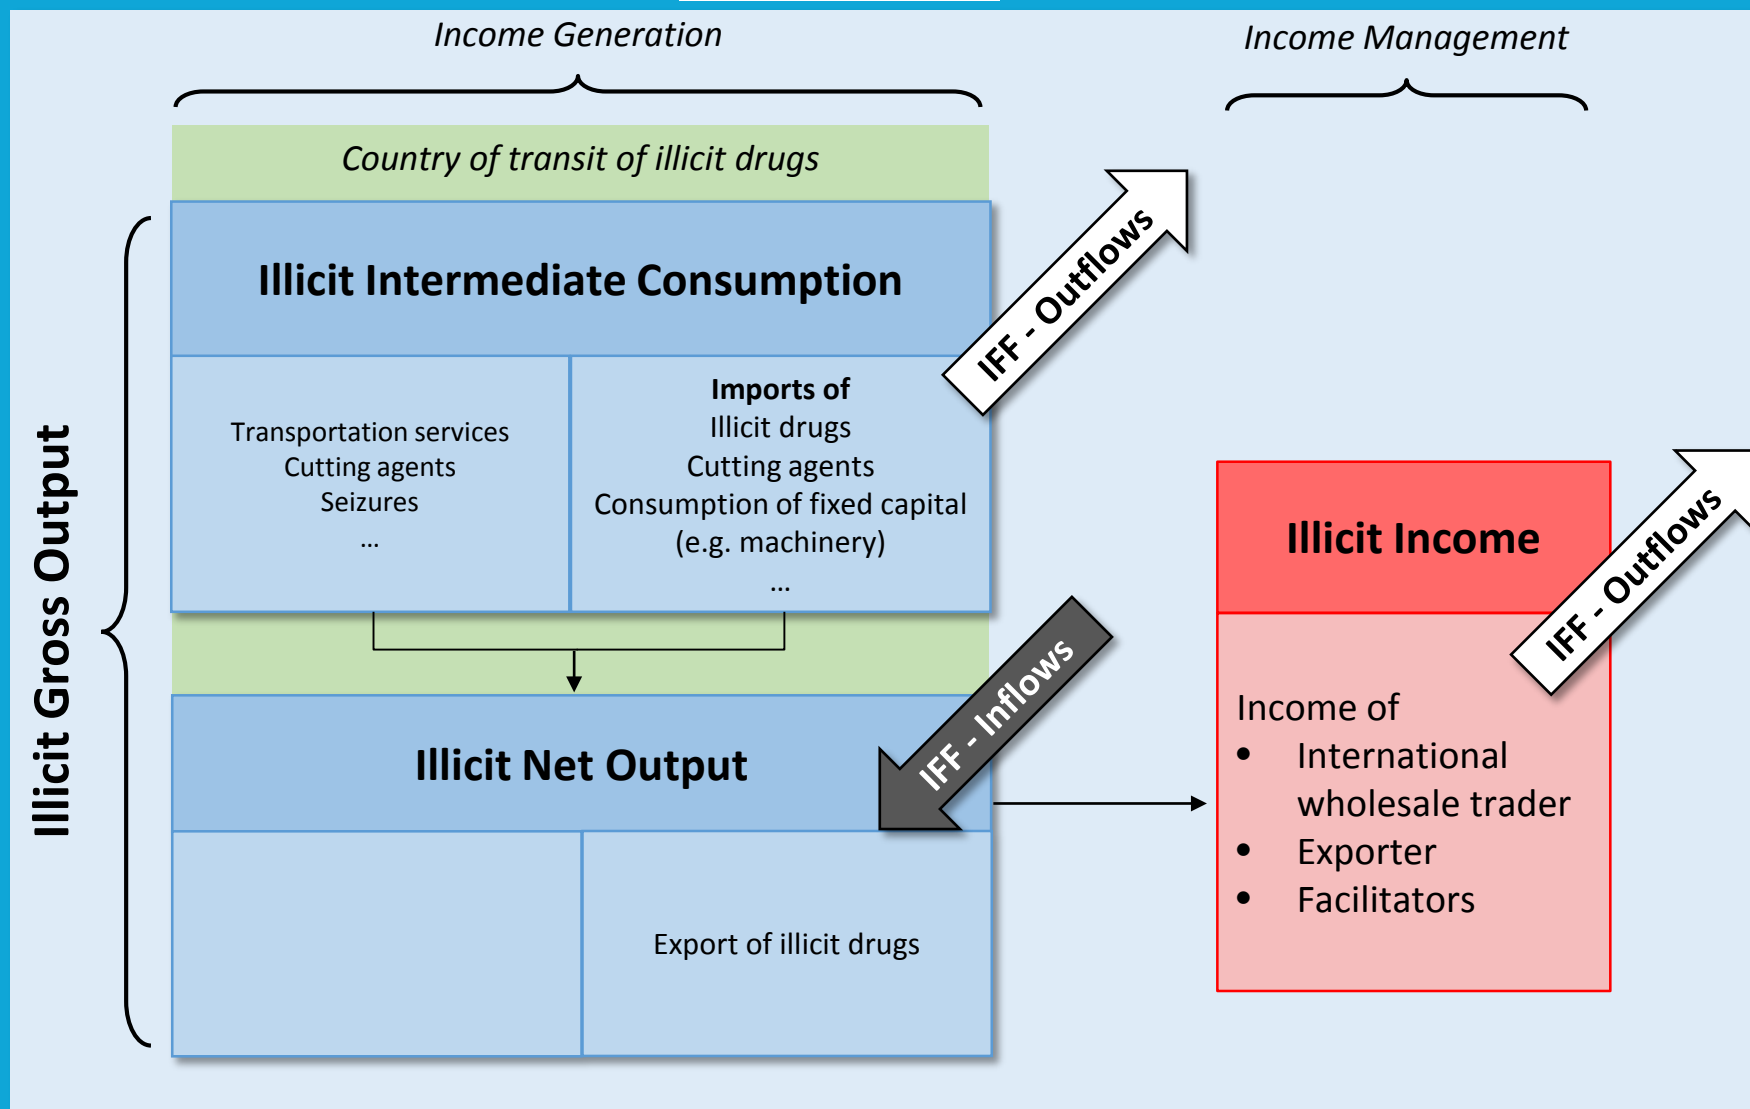 Income Generation
Income Management
Country of transit of illicit drugs
Illicit Gross Output
Illicit Intermediate Consumption
IFF - Outflows
Transportation services
Cutting agents
Seizures
...
Imports of
Illicit drugs
Cutting agents
Consumption of fixed capital
(e.g. machinery)
...
IFF - Inflows
Illicit Net Output
Export of illicit drugs
Illicit Income
IFF - Outflows
Income of
• International
wholesale trader
• Exporter
• Facilitators